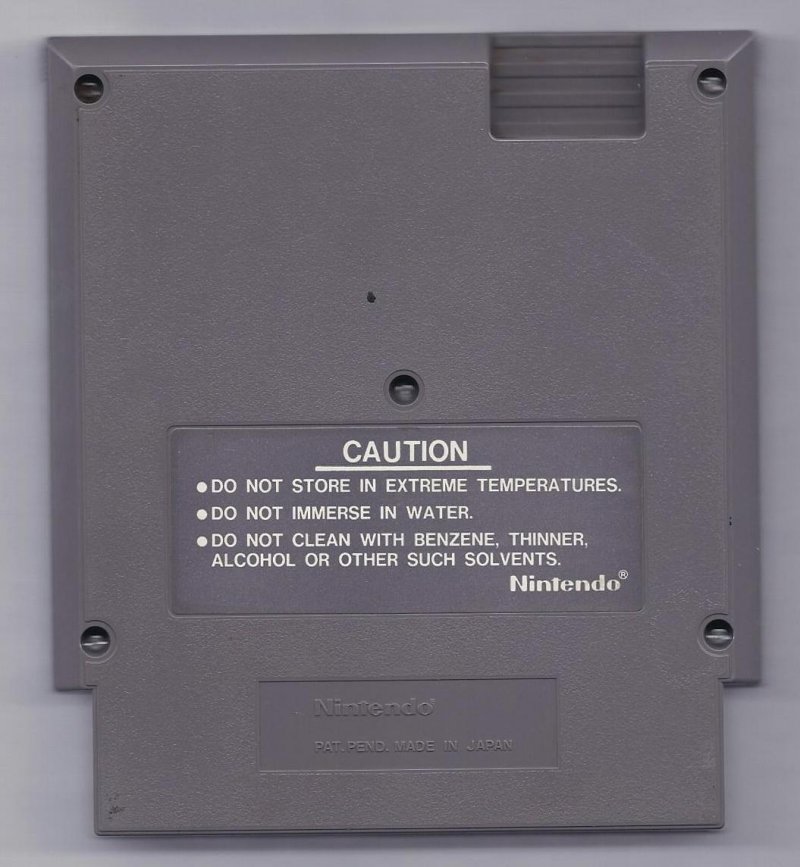 CAUTION
●DO NOT STORE IN EXTREME TEMPERATURES.
●DO NOT IMMERSE IN WATER.
●DO NOT CLEAN WITH BENZENE, THINNER,
ALCOHOL OR OTHER SUCH SOLVENTS.
Nintendo®
Nintendo®
PAT. PEND. MADE IN JAPAN